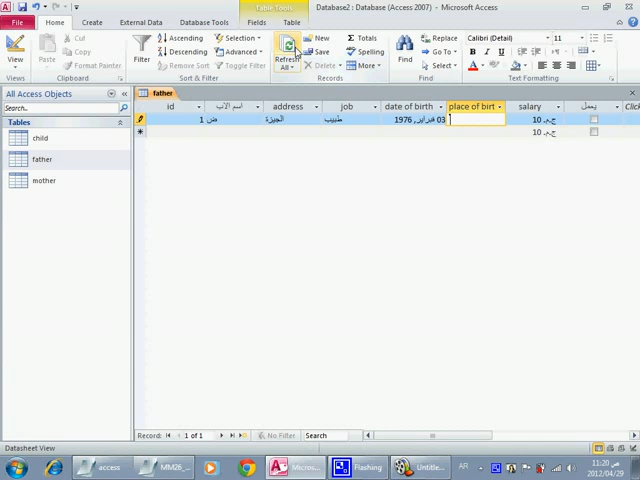 Table Tools
Database2 : Database (Access 2007) - Microsoft Access
File Home Create External Data Database Tools Fields Table
View
Views
Paste
Cut
Copy
Format Painter
Clipboard
Filter
Ascending
Descending
Remove Sort
Selection
Advanced
Toggle Filter
Sort & Filter
Refresh
All
New
Save
Delete
Totals
Spelling
More
Records
Find
Replace
Go To
Select
Find
Calibri (Detail) 11
B I U
Text Formatting
All Access Objects
Search...
Tables
child
father
mother
father
id اسم الاب address job date of birth place of birt salary يعمل Click
1 ض الجيزة طبيب 03 فبراير, 1976 ج.م. 10
ج.م. 10
Record: 1 of 1 No Filter Search
Datasheet View
access MM26_... Micros... Flashing Untitle... AR
11:20 ص
2012/04/29